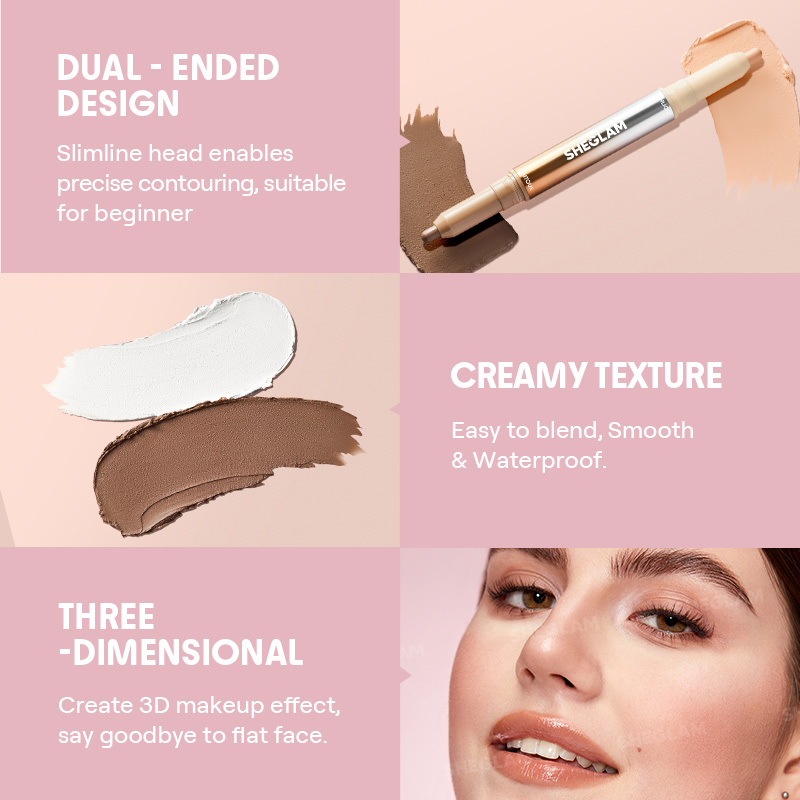 DUAL - ENDED
DESIGN
Slimline head enables
precise contouring, suitable
for beginner
SHEGLAM
CREAMY TEXTURE
Easy to blend, Smooth
& Waterproof.
THREE
-DIMENSIONAL
Create 3D makeup effect,
say goodbye to flat face.